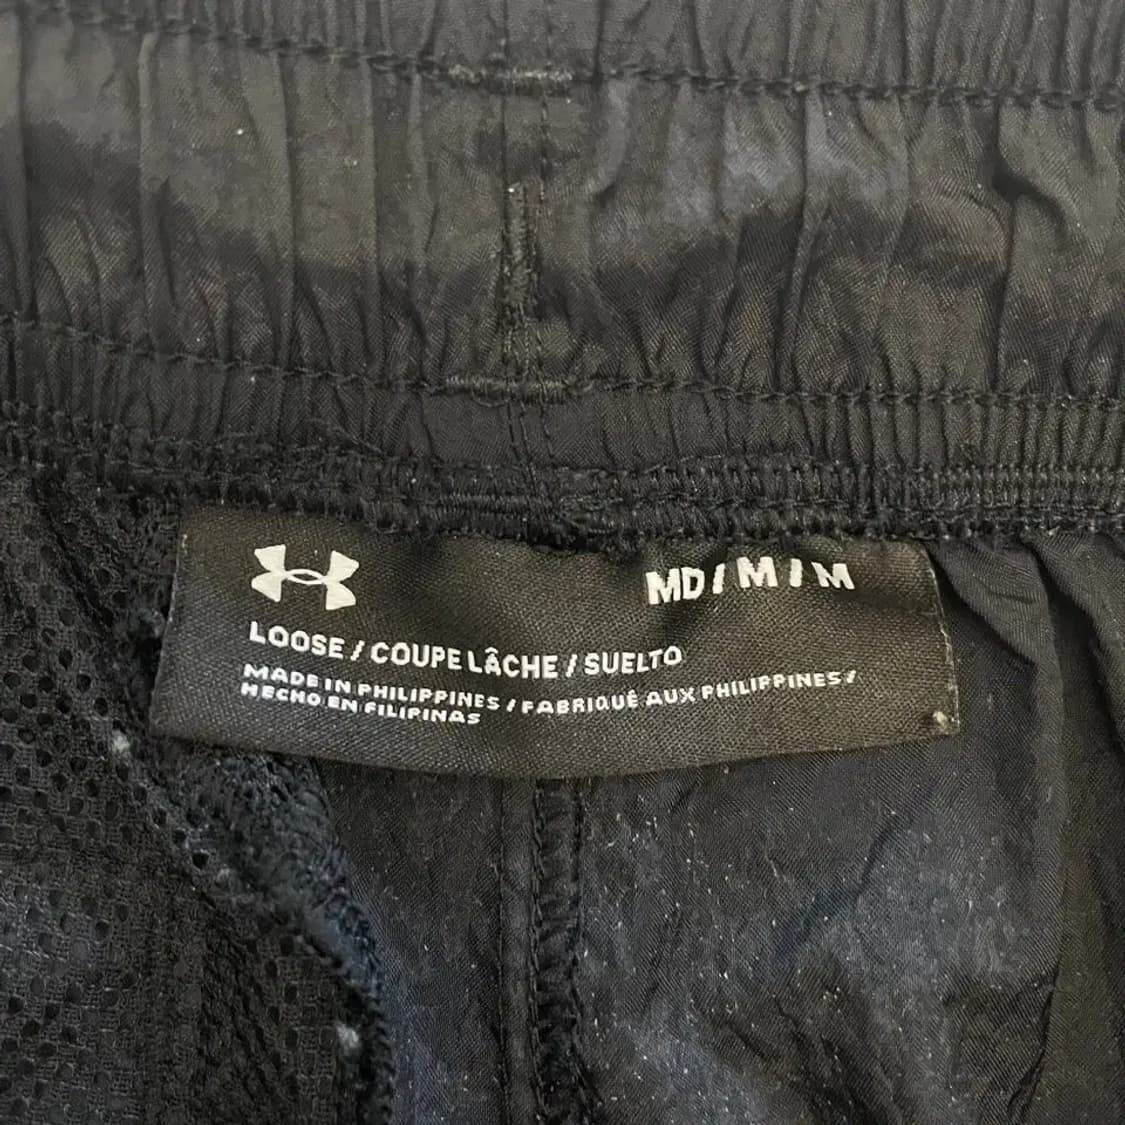 MD / M / M
LOOSE / COUPE LÂCHE / SUELTO
MADE IN PHILIPPINES / FABRIQUÉ AUX PHILIPPINES /
HECHO EN FILIPINAS